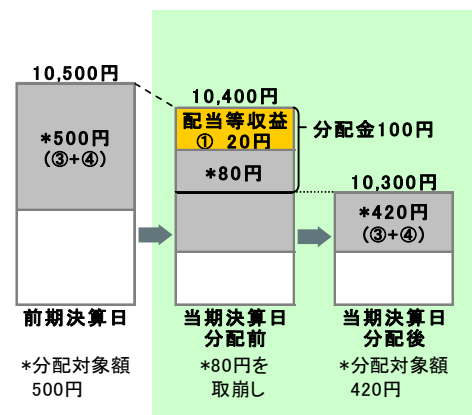 10,500円
*500円
(③+④)
前期決算日
*分配対象額
500円
10,400円
配当等収益
① 20円
*80円
分配金100円
当期決算日
分配前
*80円を
取崩し
10,300円
*420円
(③+④)
当期決算日
分配後
*分配対象額
420円